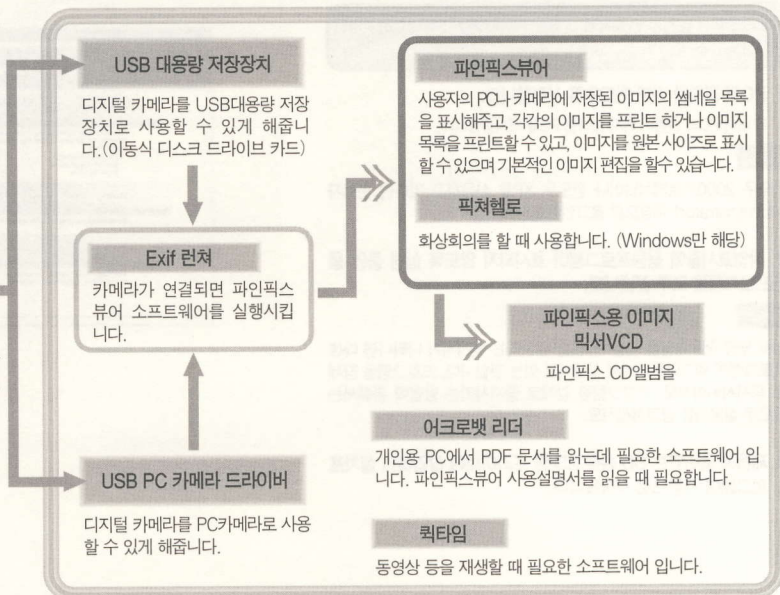 USB 대용량 저장장치
디지털 카메라를 USB대용량 저장
장치로 사용할 수 있게 해줍니
다.(이동식 디스크 드라이브 카드)
Exif 런쳐
카메라가 연결되면 파인픽스
뷰어 소프트웨어를 실행시킵
니다.
USB PC 카메라 드라이버
디지털 카메라를 PC카메라로 사용
할 수 있게 해줍니다.
파인픽스뷰어
사용자의 PC나 카메라에 저장된 이미지의 썸네일 목록
을 표시해주고, 각각의 이미지를 프린트 하거나 이미지
목록을 프린트할 수 있고, 이미지를 원본 사이즈로 표시
할 수 있으며 기본적인 이미지 편집을 할수 있습니다.
픽쳐헬로
화상회의를 할 때 사용합니다. (Windows만 해당)
파인픽스용 이미지
믹서VCD
파인픽스 CD앨범을
어크로뱃 리더
개인용 PC에서 PDF 문서를 읽는데 필요한 소프트웨어 입
니다. 파인픽스뷰어 사용설명서를 읽을 때 필요합니다.
퀵타임
동영상 등을 재생할 때 필요한 소프트웨어 입니다.